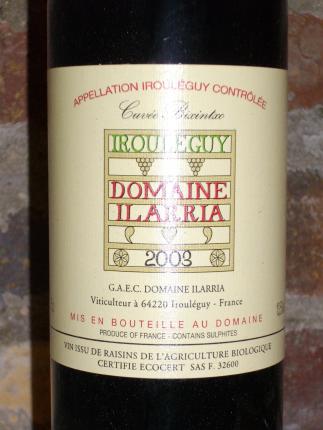 APPELLATION IROULÉGUY CONTRÔLÉE
Cuvée Bixintxo
IROULEGUY
DOMAINE
ILARRIA
2003
G.A.E.C. DOMAINE ILARRIA
Viticulteur à 64220 Irouléguy - France
MIS EN BOUTEILLE AU DOMAINE
PRODUCE OF FRANCE - CONTAINS SULPHITES
VIN ISSU DE RAISINS DE L'AGRICULTURE BIOLOGIQUE
CERTIFIE ECOCERT SAS F. 32600